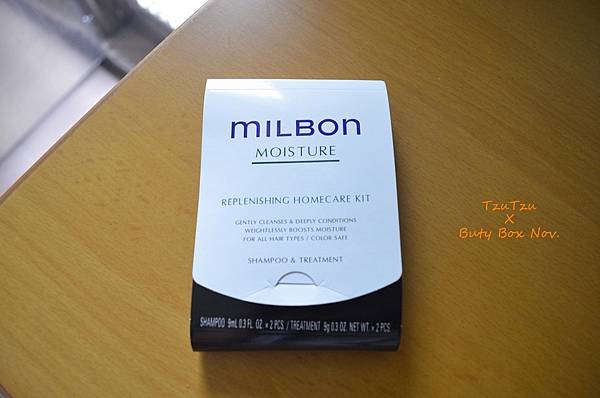 milbon
MOISTURE
REPLENISHING HOMECARE KIT
GENTLY CLEANSES & DEEPLY CONDITIONS
WEIGHTLESSLY BOOSTS MOISTURE
FOR ALL HAIR TYPES / COLOR SAFE
SHAMPOO & TREATMENT
SHAMPOO 9mL 0.3 FL. OZ. × 2 PCS. / TREATMENT 9g 0.3 OZ. NET WT. × 2 PCS.
TzuTzu
X
Buty Box Nov.